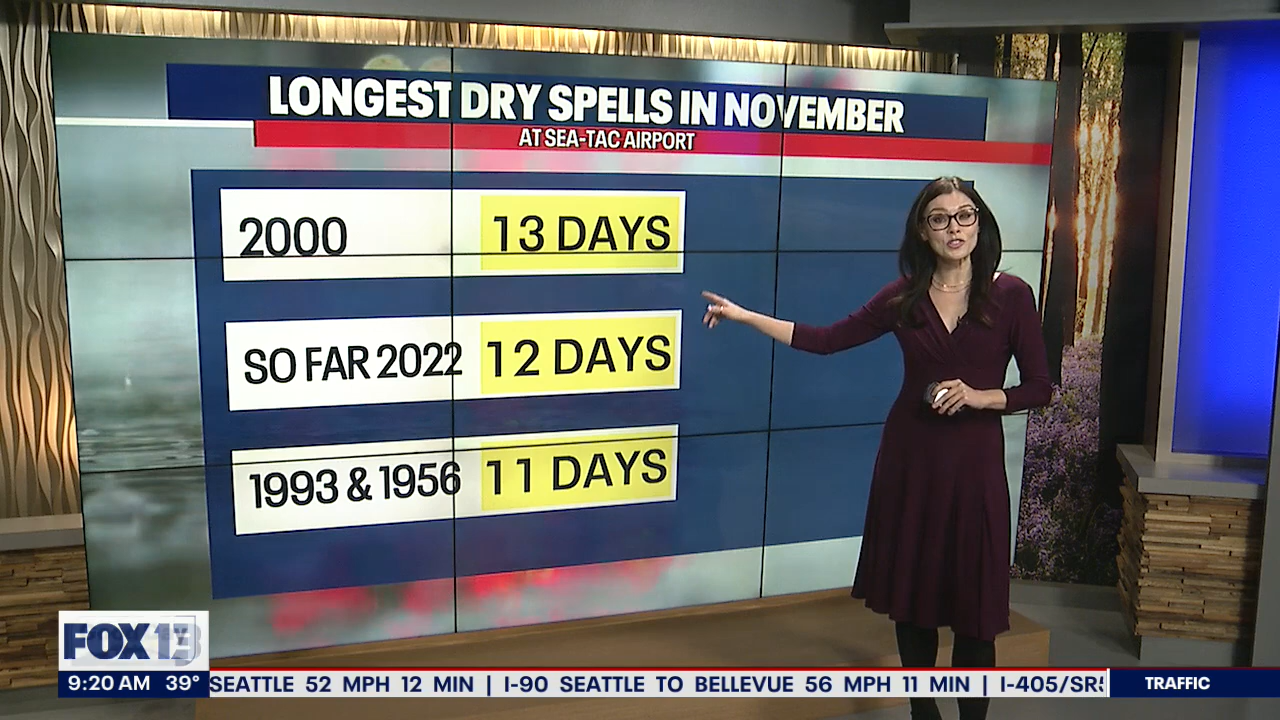 LONGEST DRY SPELLS IN NOVEMBER
AT SEA-TAC AIRPORT
2000 13 DAYS
SO FAR 2022 12 DAYS
1993 & 1956 11 DAYS
FOX 13
9:20 AM 39° SEATTLE 52 MPH 12 MIN | I-90 SEATTLE TO BELLEVUE 56 MPH 11 MIN | I-405/SR TRAFFIC